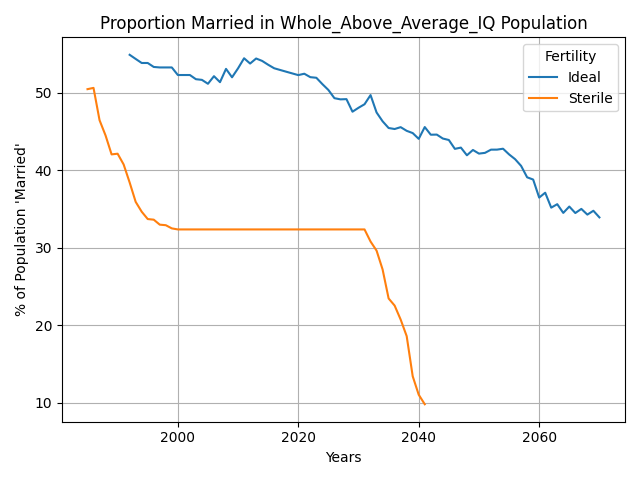 Proportion Married in Whole_Above_Average_IQ Population
Fertility
Ideal
Sterile
% of Population 'Married'
50
40
30
20
10
2000 2020 2040 2060
Years